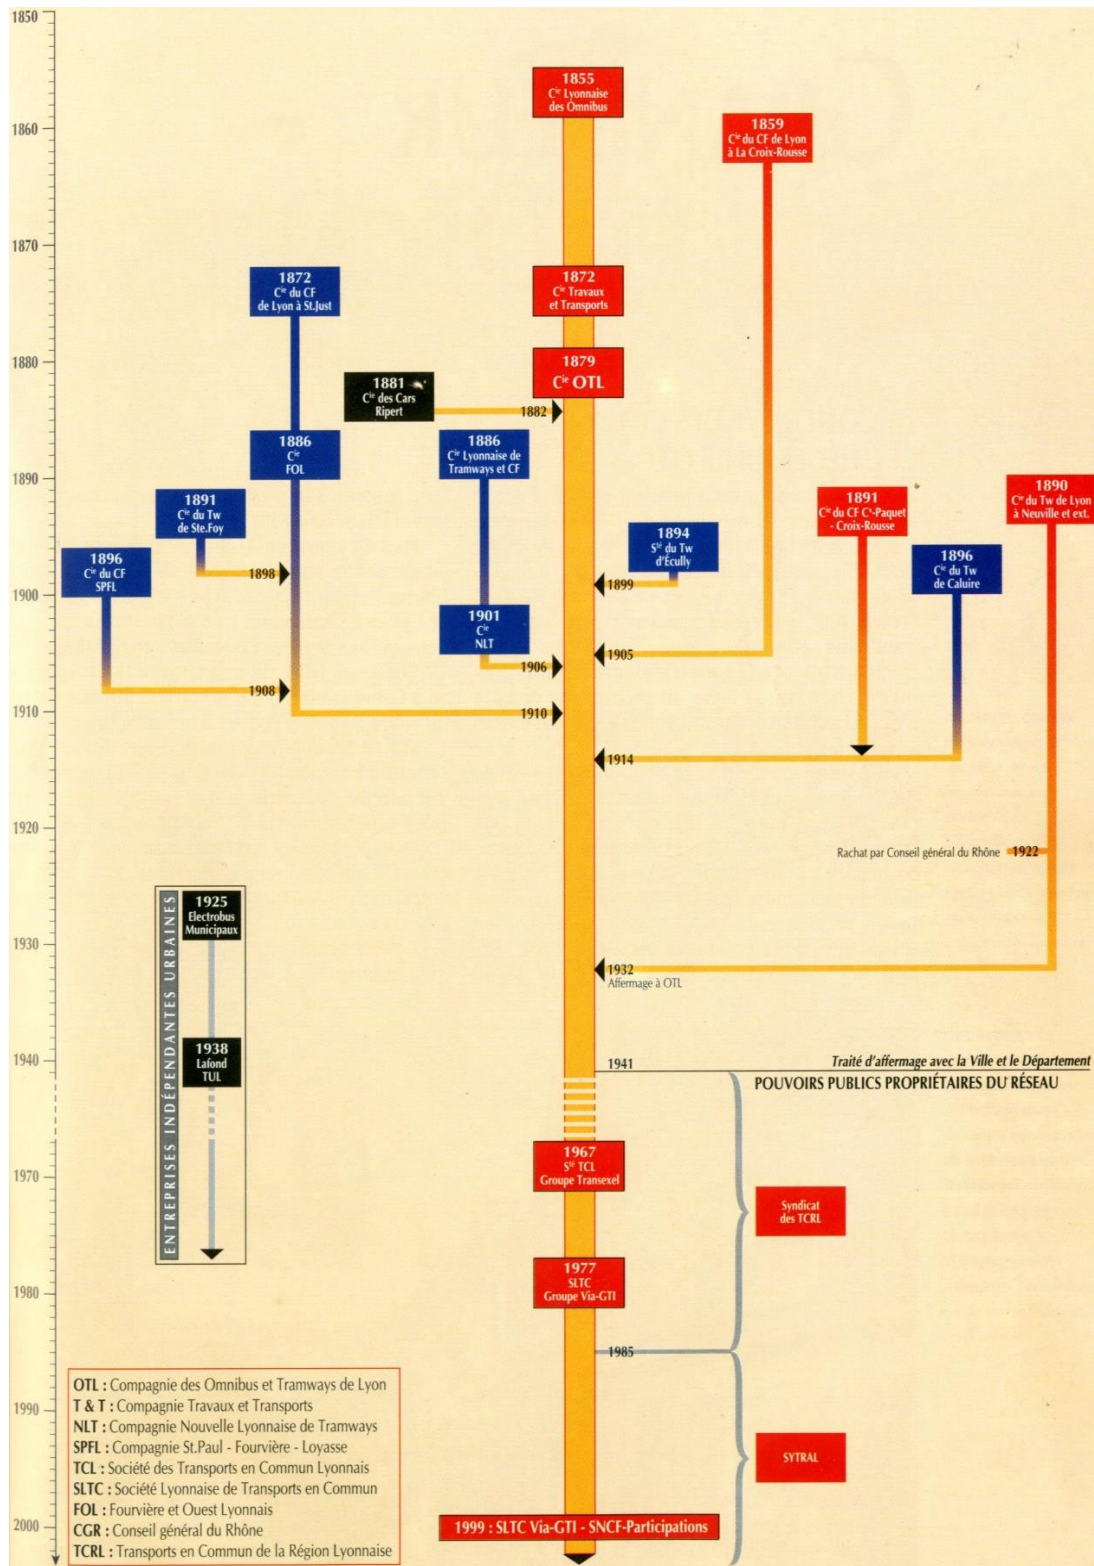 1850
1860
1870
1880
1890
1900
1910
1920
1930
1940
1970
1980
1990
2000
1855
Cie Lyonnaise
des Omnibus
1859
Cie du CF de Lyon
à La Croix-Rousse
1872
Cie du CF
de Lyon à St.Just
1872
Cie Travaux
et Transports
1879
Cie OTL
1881
Cie des Cars
Ripert
1882
1886
Cie
FOL
1886
Cie Lyonnaise de
Tramways et CF
1891
Cie du Tw
de Ste.Foy
1898
1896
Cie du CF
SPFL
1908
1901
Cie
NLT
1906
1910
1894
Sté du Tw
d'Écully
1899
1905
1891
Cie du CF Cx-Paquet
- Croix-Rousse
1896
Cie du Tw
de Caluire
1914
1890
Cie du Tw de Lyon
à Neuville et ext.
Rachat par Conseil général du Rhône 1922
1932
Affermage à OTL
ENTREPRISES INDÉPENDANTES URBAINES
1925
Electrobus
Municipaux
1938
Lafond
TUL
1941
Traité d'affermage avec la Ville et le Département
POUVOIRS PUBLICS PROPRIÉTAIRES DU RÉSEAU
1967
Sté TCL
Groupe Transexel
Syndicat
des TCRL
1977
SLTC
Groupe Via-GTI
1985
SYTRAL
1999 : SLTC Via-GTI - SNCF-Participations
OTL : Compagnie des Omnibus et Tramways de Lyon
T & T : Compagnie Travaux et Transports
NLT : Compagnie Nouvelle Lyonnaise de Tramways
SPFL : Compagnie St.Paul - Fourvière - Loyasse
TCL : Société des Transports en Commun Lyonnais
SLTC : Société Lyonnaise de Transports en Commun
FOL : Fourvière et Ouest Lyonnais
CGR : Conseil général du Rhône
TCRL : Transports en Commun de la Région Lyonnaise